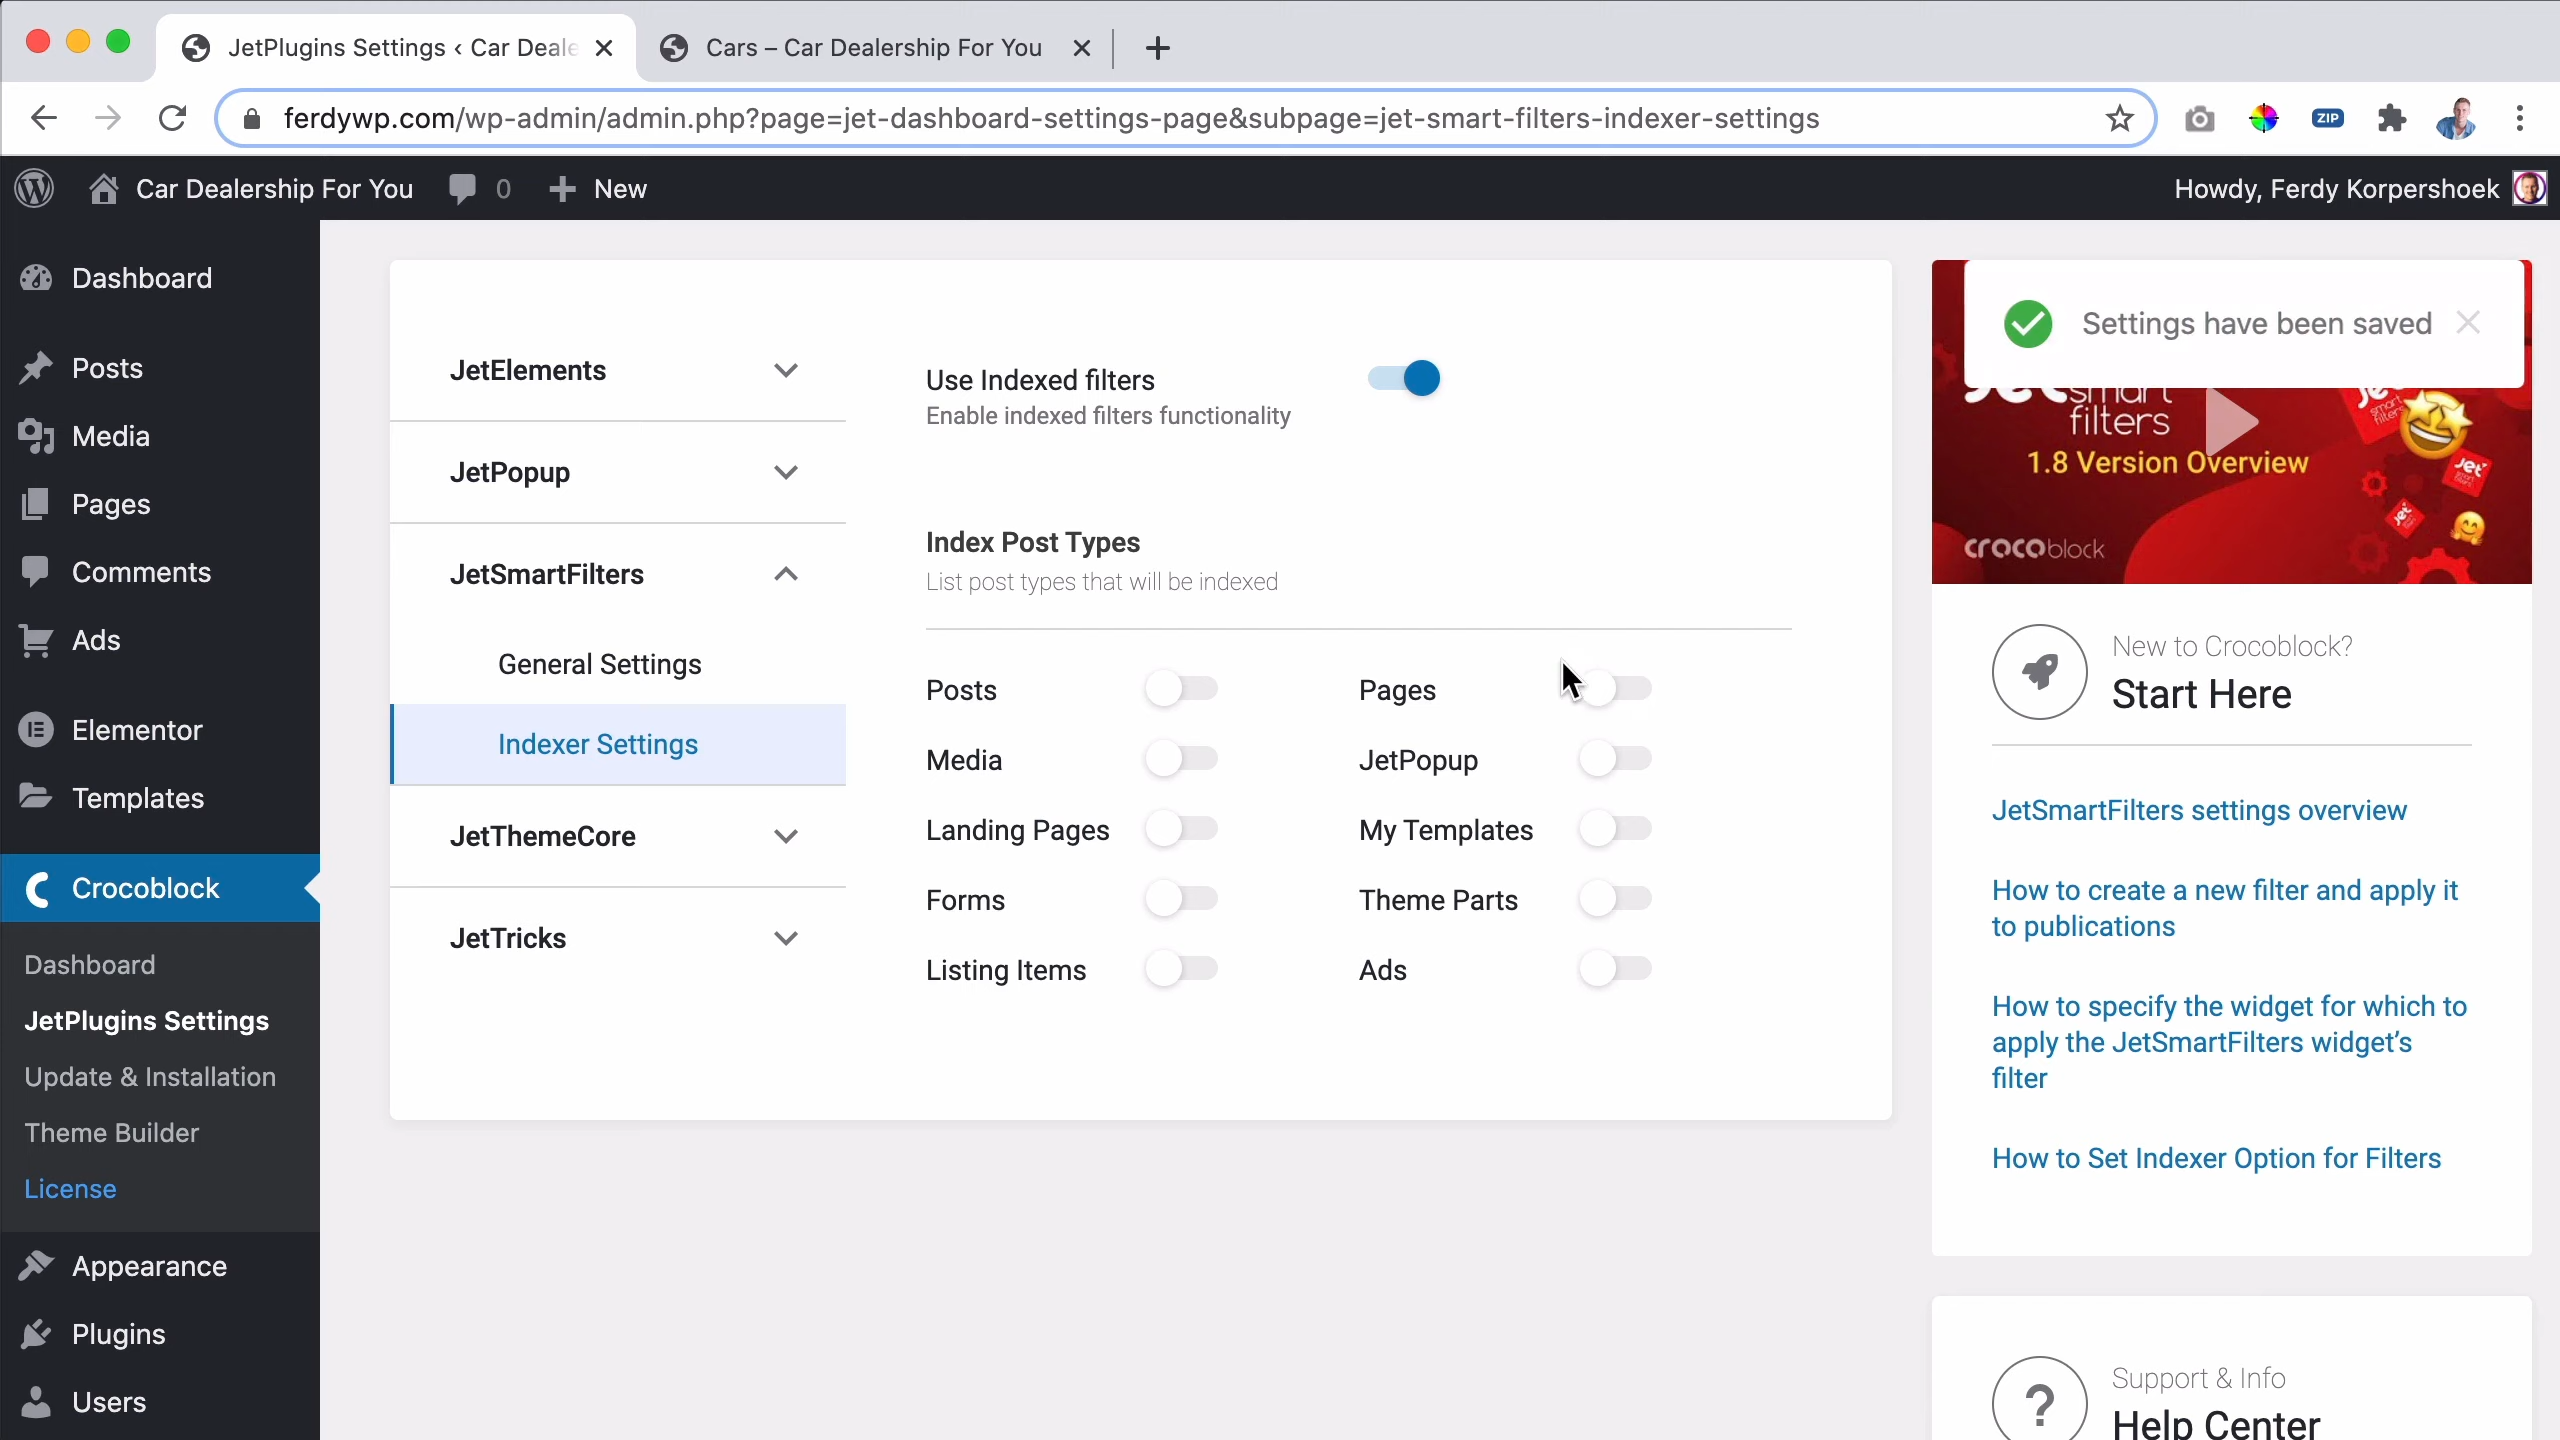 JetPlugins Settings ‹ Car Deale
Cars – Car Dealership For You
ferdywp.com/wp-admin/admin.php?page=jet-dashboard-settings-page&subpage=jet-smart-filters-indexer-settings
ZIP
Car Dealership For You
0
New
Howdy, Ferdy Korpershoek
Dashboard
Posts
Media
Pages
Comments
Ads
Elementor
Templates
Crocoblock
Dashboard
JetPlugins Settings
Update & Installation
Theme Builder
License
Appearance
Plugins
Users
JetElements
JetPopup
JetSmartFilters
General Settings
Indexer Settings
JetThemeCore
JetTricks
Use Indexed filters
Enable indexed filters functionality
Index Post Types
List post types that will be indexed
Posts
Pages
Media
JetPopup
Landing Pages
My Templates
Forms
Theme Parts
Listing Items
Ads
Settings have been saved
smart
filters
1.8 Version Overview
crocoblock
New to Crocoblock?
Start Here
JetSmartFilters settings overview
How to create a new filter and apply it
to publications
How to specify the widget for which to
apply the JetSmartFilters widget's
filter
How to Set Indexer Option for Filters
Support & Info
Help Center